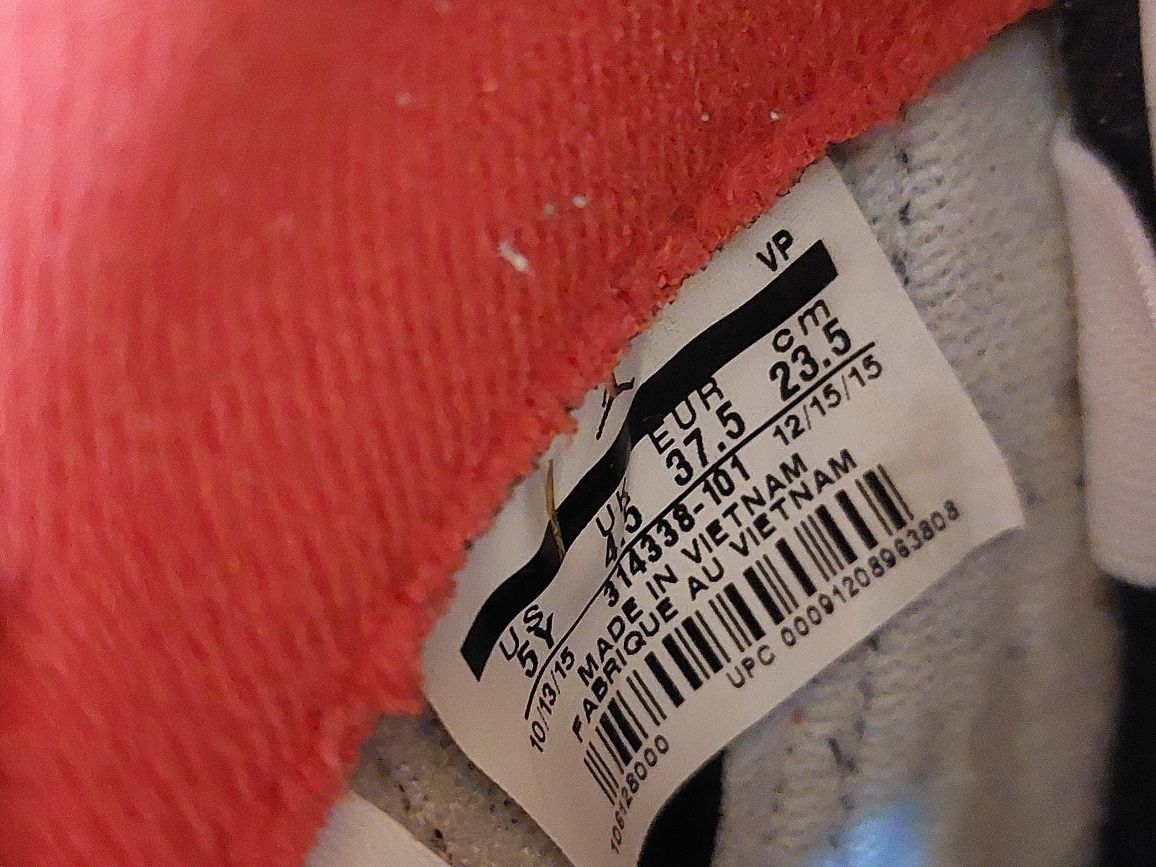 VP
US UK EUR cm
5Y 4.5 37.5 23.5
10/13/15 314338-101 12/15/15
MADE IN VIETNAM
FABRIQUE AU VIETNAM
UPC 00091208963808
106128000